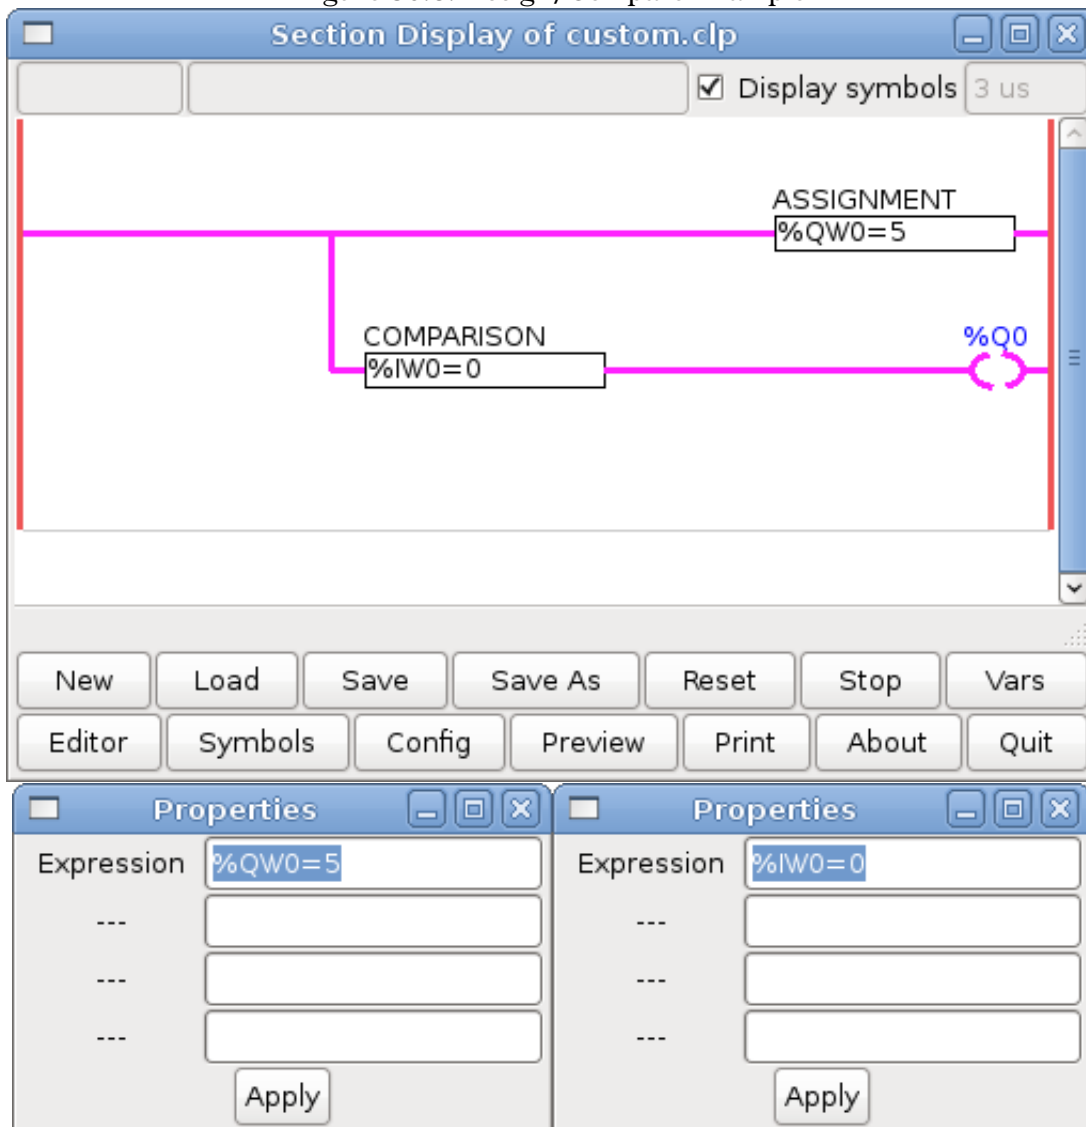 Section Display of custom.clp
Display symbols 3 us
ASSIGNMENT
%QW0=5
COMPARISON %Q0
%IW0=0
New Load Save Save As Reset Stop Vars
Editor Symbols Config Preview Print About Quit
Properties Properties
Expression %QW0=5 Expression %IW0=0
--- ---
--- ---
--- ---
Apply Apply